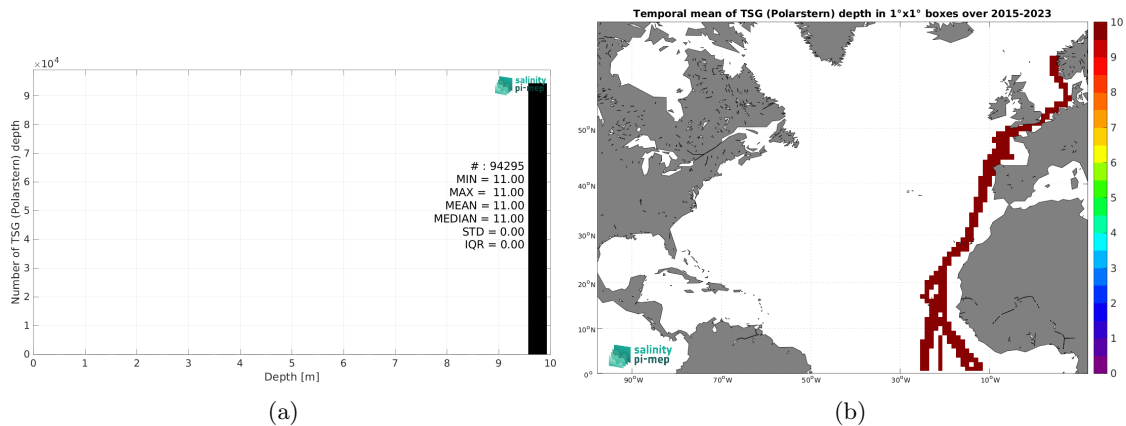 Temporal mean of TSG (Polarstern) depth in 1°x1° boxes over 2015-2023
×10⁴
9
8
7
6
5
4
3
2
1
0
Number of TSG (Polarstern) depth
salinity
pi-mep
# : 94295
MIN = 11.00
MAX = 11.00
MEAN = 11.00
MEDIAN = 11.00
STD = 0.00
IQR = 0.00
0 1 2 3 4 5 6 7 8 9 10
Depth [m]
(a)
50°N
40°N
30°N
20°N
10°N
0°
90°W 70°W 50°W 30°W 10°W
salinity
pi-mep
10
9
8
7
6
5
4
3
2
1
0
(b)